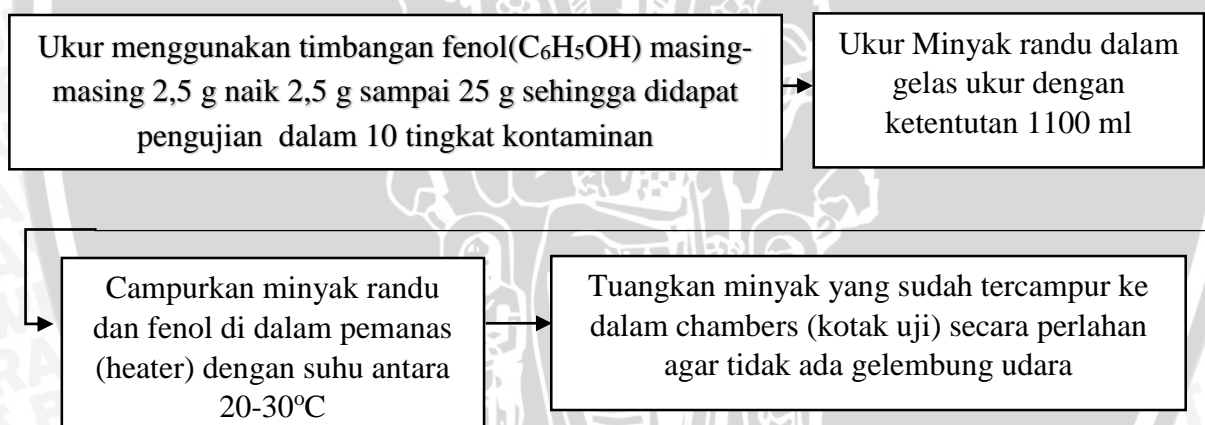 Ukur menggunakan timbangan fenol(C₆H₅OH) masing-
masing 2,5 g naik 2,5 g sampai 25 g sehingga didapat
pengujian dalam 10 tingkat kontaminan
Ukur Minyak randu dalam
gelas ukur dengan
ketentutan 1100 ml
Campurkan minyak randu
dan fenol di dalam pemanas
(heater) dengan suhu antara
20-30ºC
Tuangkan minyak yang sudah tercampur ke
dalam chambers (kotak uji) secara perlahan
agar tidak ada gelembung udara